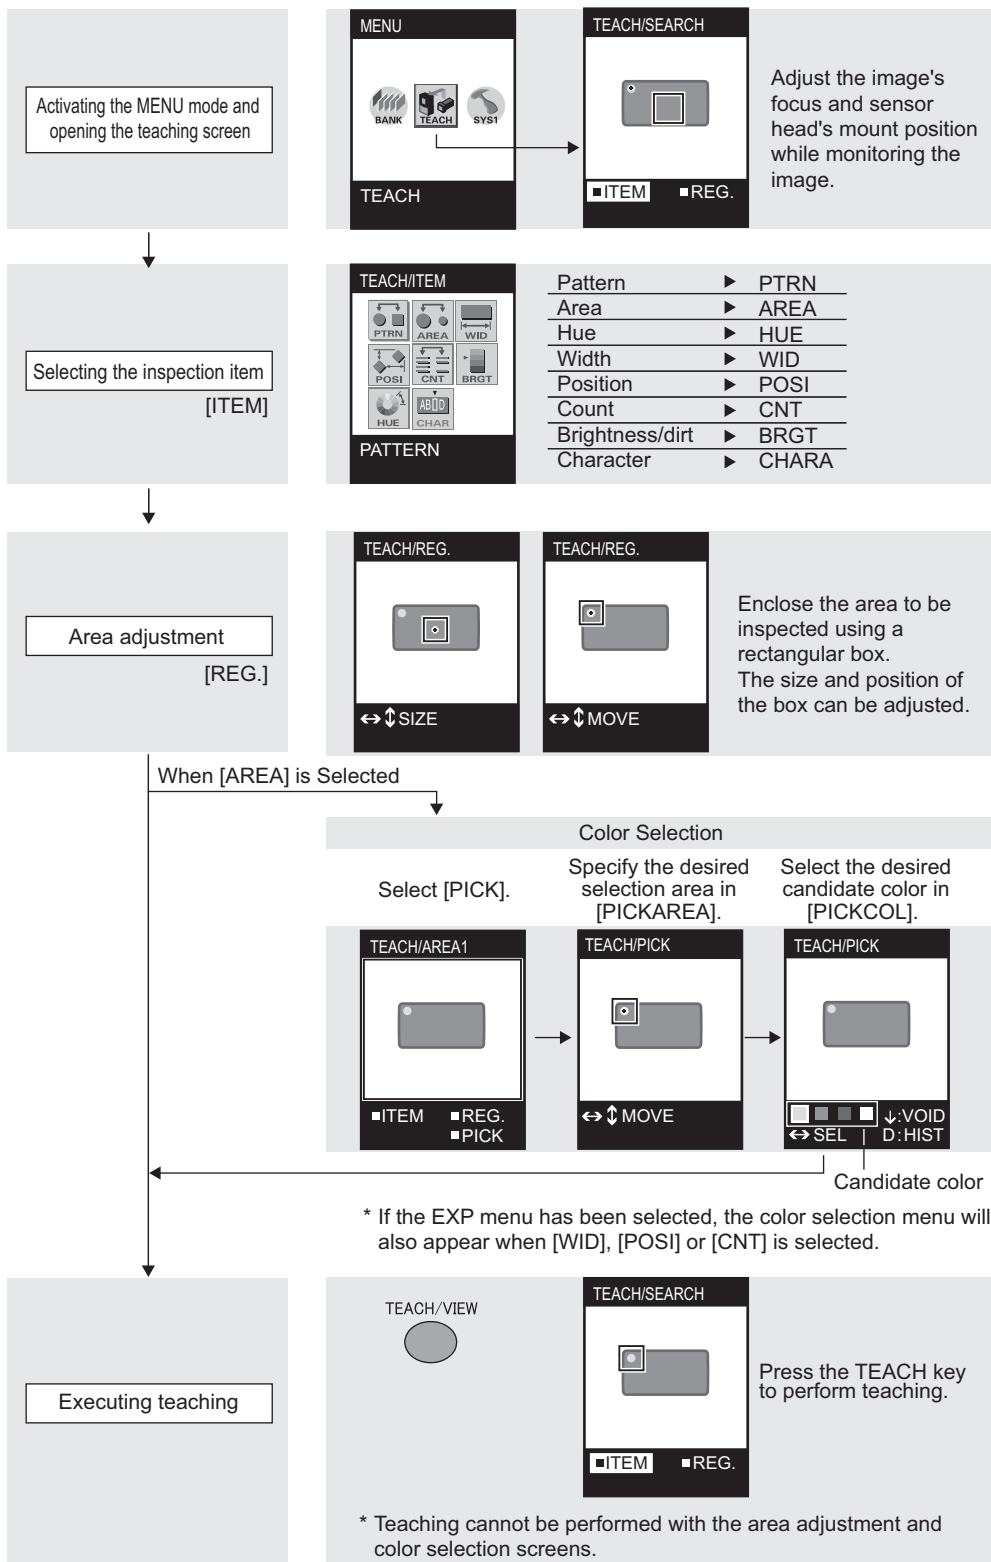 Activating the MENU mode and
opening the teaching screen
MENU
BANK
TEACH
SYS1
TEACH
TEACH/SEARCH
■ITEM ■REG.
Adjust the image's
focus and sensor
head's mount position
while monitoring the
image.
Selecting the inspection item
[ITEM]
TEACH/ITEM
PTRN AREA WID
POSI CNT BRGT
AB▯D
HUE CHAR
PATTERN
Pattern ▶ PTRN
Area ▶ AREA
Hue ▶ HUE
Width ▶ WID
Position ▶ POSI
Count ▶ CNT
Brightness/dirt ▶ BRGT
Character ▶ CHARA
Area adjustment
[REG.]
TEACH/REG.
↔↕SIZE
TEACH/REG.
↔↕MOVE
Enclose the area to be
inspected using a
rectangular box.
The size and position of
the box can be adjusted.
When [AREA] is Selected
Color Selection
Select [PICK].
Specify the desired
selection area in
[PICKAREA].
Select the desired
candidate color in
[PICKCOL].
TEACH/AREA1
■ITEM ■REG.
■PICK
TEACH/PICK
↔↕MOVE
TEACH/PICK
↓:VOID
↔ SEL D:HIST
Candidate color
* If the EXP menu has been selected, the color selection menu will
also appear when [WID], [POSI] or [CNT] is selected.
Executing teaching
TEACH/VIEW
TEACH/SEARCH
■ITEM ■REG.
Press the TEACH key
to perform teaching.
* Teaching cannot be performed with the area adjustment and
color selection screens.